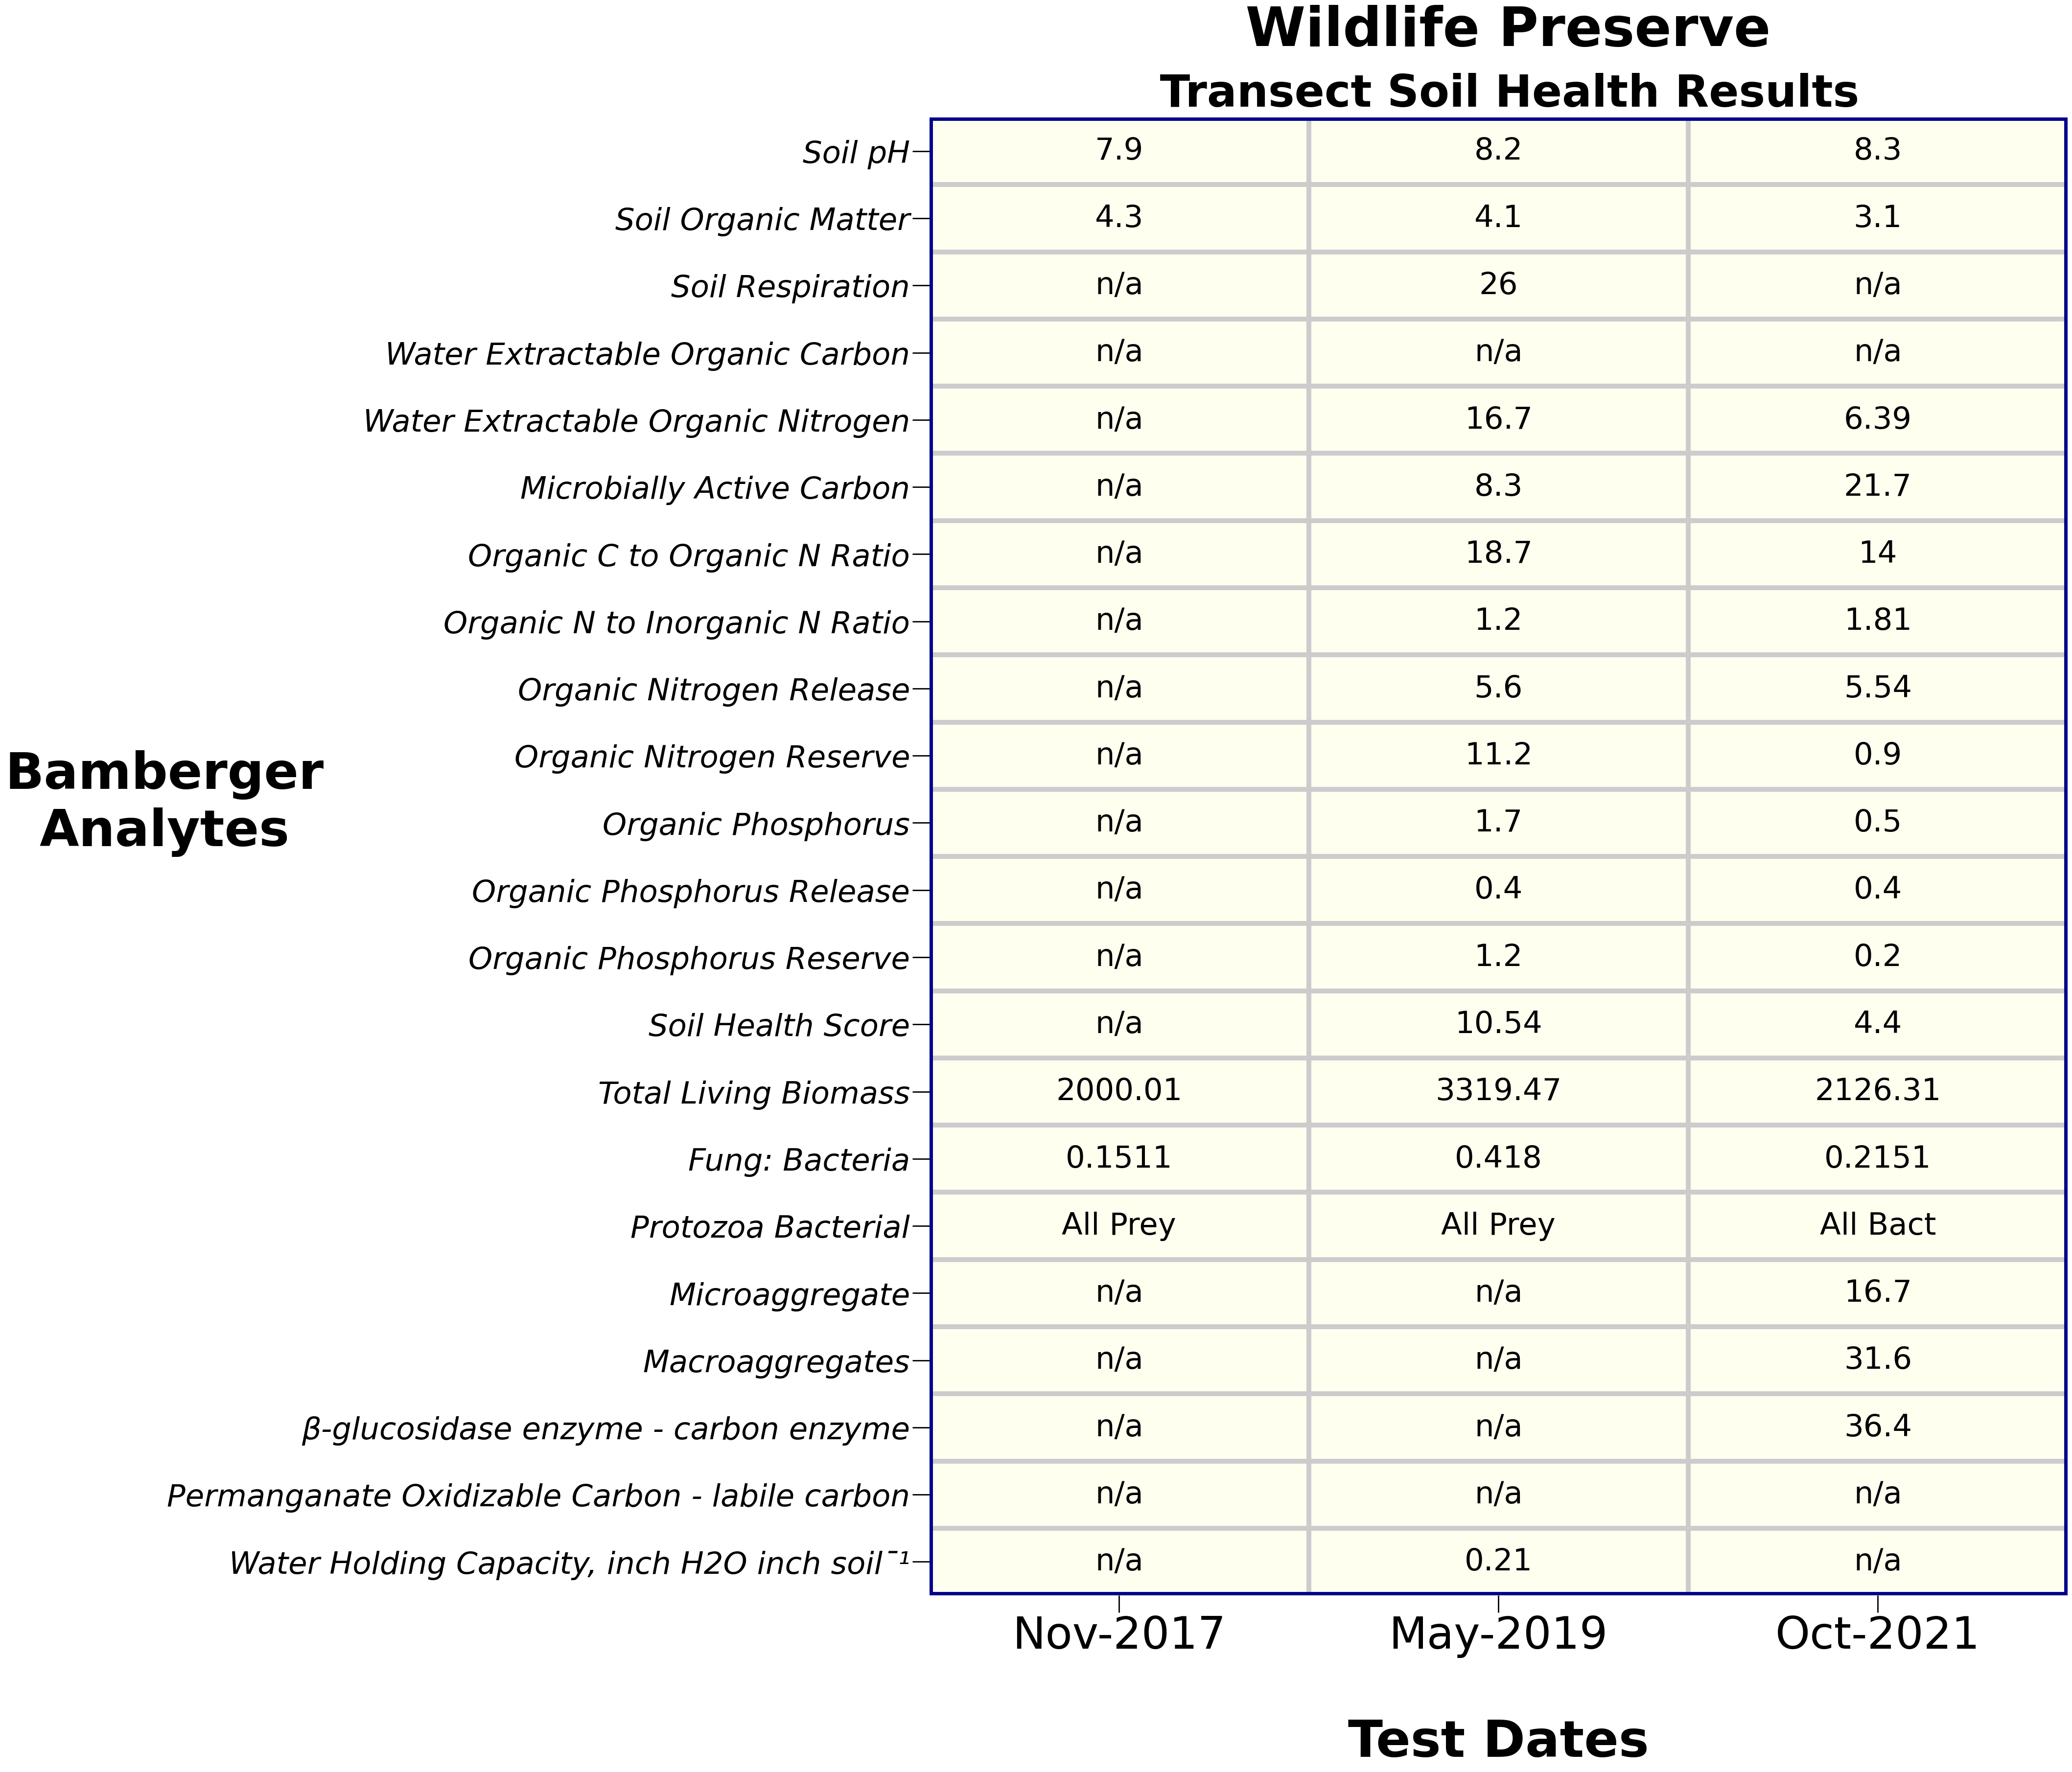 Wildlife Preserve
Transect Soil Health Results
Soil pH 7.9 8.2 8.3
Soil Organic Matter 4.3 4.1 3.1
Soil Respiration n/a 26 n/a
Water Extractable Organic Carbon n/a n/a n/a
Water Extractable Organic Nitrogen n/a 16.7 6.39
Microbially Active Carbon n/a 8.3 21.7
Organic C to Organic N Ratio n/a 18.7 14
Organic N to Inorganic N Ratio n/a 1.2 1.81
Organic Nitrogen Release n/a 5.6 5.54
Organic Nitrogen Reserve n/a 11.2 0.9
Bamberger
Analytes
Organic Phosphorus n/a 1.7 0.5
Organic Phosphorus Release n/a 0.4 0.4
Organic Phosphorus Reserve n/a 1.2 0.2
Soil Health Score n/a 10.54 4.4
Total Living Biomass 2000.01 3319.47 2126.31
Fung: Bacteria 0.1511 0.418 0.2151
Protozoa Bacterial All Prey All Prey All Bact
Microaggregate n/a n/a 16.7
Macroaggregates n/a n/a 31.6
β-glucosidase enzyme - carbon enzyme n/a n/a 36.4
Permanganate Oxidizable Carbon - labile carbon n/a n/a n/a
Water Holding Capacity, inch H2O inch soil¯¹ n/a 0.21 n/a
Nov-2017 May-2019 Oct-2021
Test Dates